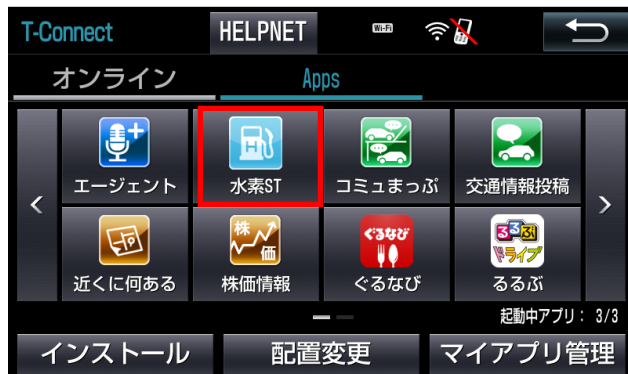 T-Connect HELPNET Wi-Fi
オンライン Apps
H
エージェント 水素ST コミュまっぷ 交通情報投稿
株価 ぐるなび るるぶドライブ
近くに何ある 株価情報 ぐるなび るるぶ
起動中アプリ： 3/3
インストール 配置変更 マイアプリ管理